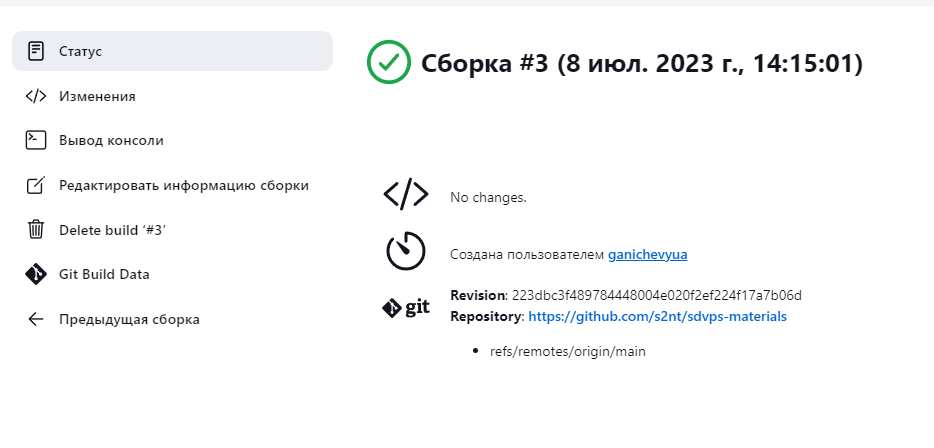 Статус
Изменения
Вывод консоли
Редактировать информацию сборки
Delete build ‘#3’
Git Build Data
Предыдущая сборка
Сборка #3 (8 июл. 2023 г., 14:15:01)
No changes.
Создана пользователем ganichevyua
git
Revision: 223dbc3f489784448004e020f2ef224f17a7b06d
Repository: https://github.com/s2nt/sdvps-materials
refs/remotes/origin/main